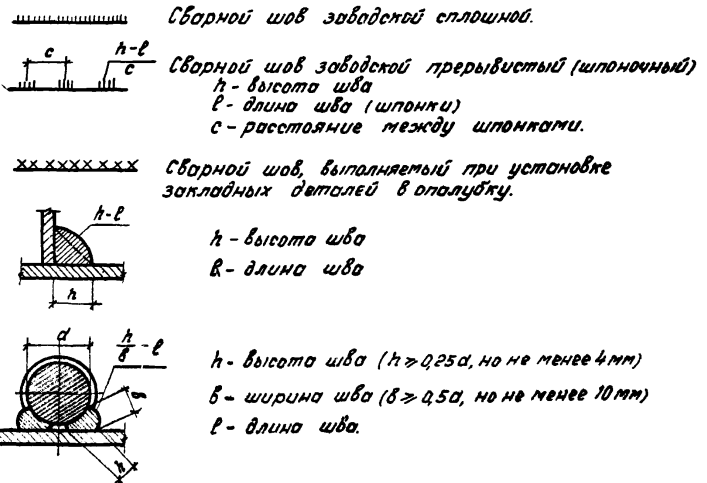 Сварной шов заводской сплошной.
c
h-ℓ
c
Сварной шов заводской прерывистый (шпоночный)
h - высота шва
ℓ - длина шва (шпонки)
c - расстояние между шпонками.
Сварной шов, выполняемый при установке
закладных деталей в опалубку.
h-ℓ
h
h - высота шва
ℓ - длина шва
d
h
в - ℓ
в
h
h - высота шва (h ⩾ 0,25d, но не менее 4 мм)
в - ширина шва (в ⩾ 0,5d, но не менее 10 мм)
ℓ - длина шва.